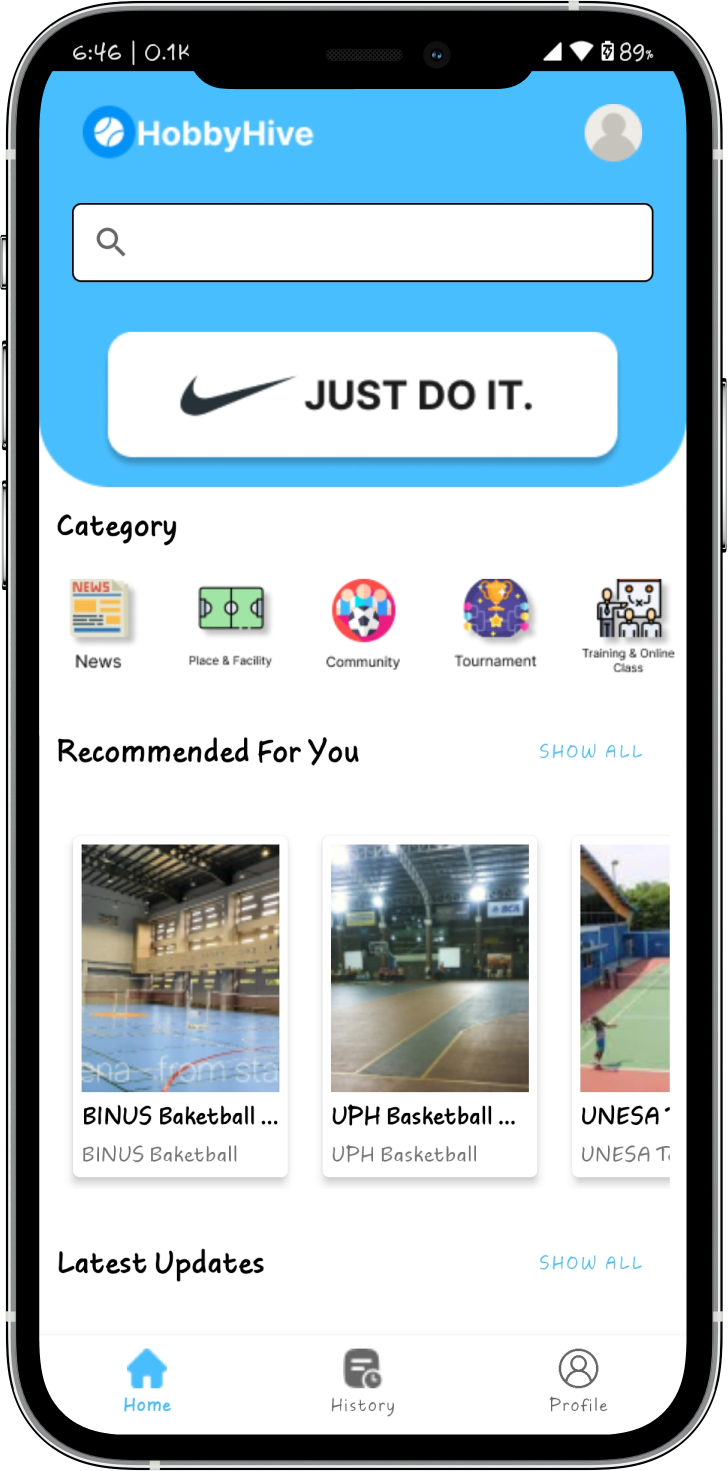 6:46 | 0.1K
89%
HobbyHive
JUST DO IT.
Category
NEWS
News
Place & Facility
Community
Tournament
Training & Online
Class
Recommended For You
SHOW ALL
ena - from sta
BINUS Baketball ...
BINUS Baketball
UPH Basketball ...
UPH Basketball
UNESA
UNESA
Latest Updates
SHOW ALL
Home
History
Profile